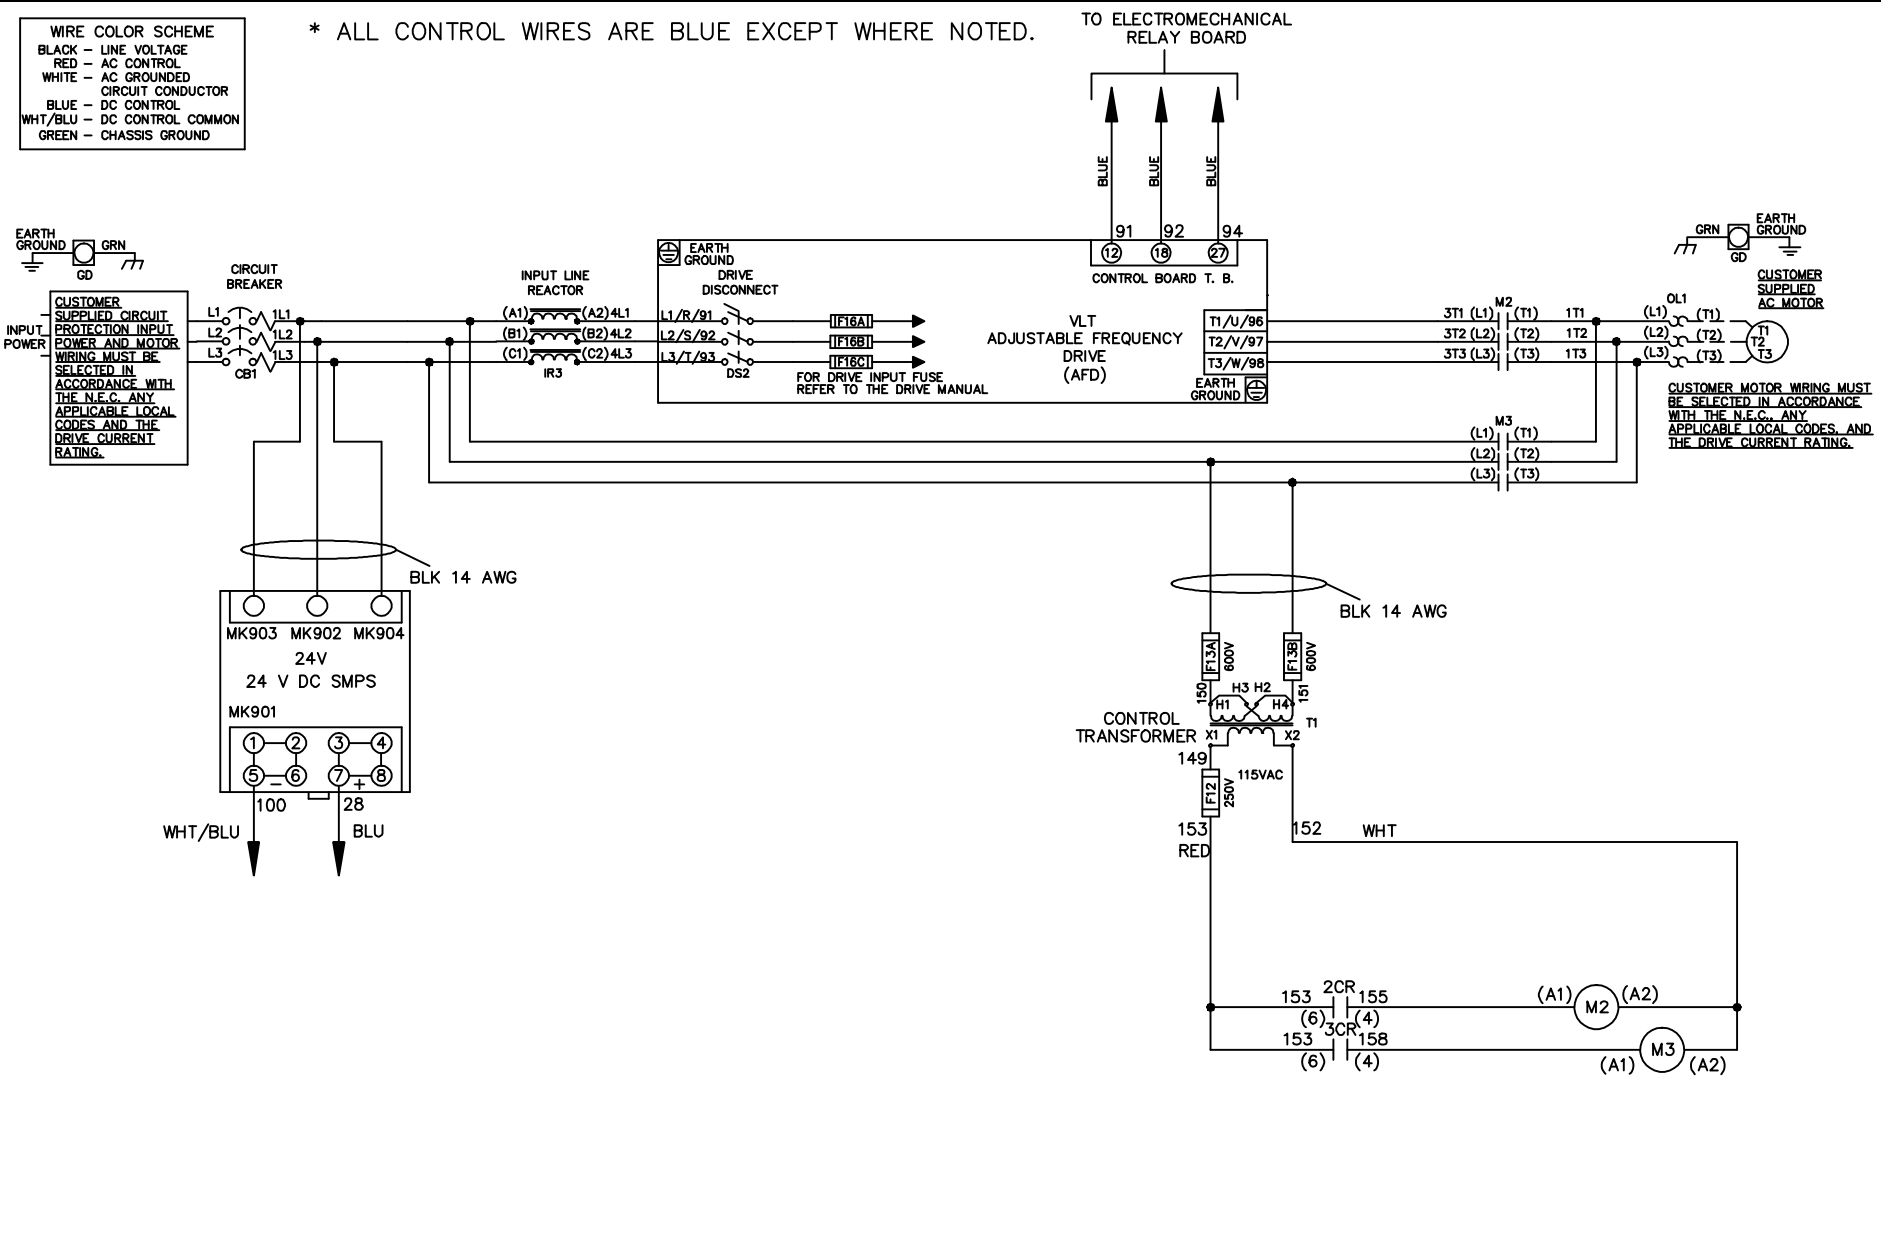 WIRE COLOR SCHEME
BLACK – LINE VOLTAGE
RED – AC CONTROL
WHITE – AC GROUNDED
CIRCUIT CONDUCTOR
BLUE – DC CONTROL
WHT/BLU – DC CONTROL COMMON
GREEN – CHASSIS GROUND
* ALL CONTROL WIRES ARE BLUE EXCEPT WHERE NOTED.
TO ELECTROMECHANICAL
RELAY BOARD
BLUE
BLUE
BLUE
91 92 94
12 18 27
CONTROL BOARD T. B.
EARTH
GROUND
GRN
GD
CUSTOMER
SUPPLIED CIRCUIT
PROTECTION INPUT
POWER AND MOTOR
WIRING MUST BE
SELECTED IN
ACCORDANCE WITH
THE N.E.C. ANY
APPLICABLE LOCAL
CODES AND THE
DRIVE CURRENT
RATING.
INPUT
POWER
CIRCUIT
BREAKER
L1 1L1
L2 1L2
L3 1L3
CB1
INPUT LINE
REACTOR
(A1) (A2) 4L1
(B1) (B2) 4L2
(C1) (C2) 4L3
IR3
EARTH
GROUND
DRIVE
DISCONNECT
L1/R/91
L2/S/92
L3/T/93
DS2
F16A
F16B
F16C
FOR DRIVE INPUT FUSE
REFER TO THE DRIVE MANUAL
VLT
ADJUSTABLE FREQUENCY
DRIVE
(AFD)
T1/U/96
T2/V/97
T3/W/98
EARTH
GROUND
M2
3T1 (L1) (T1) 1T1
3T2 (L2) (T2) 1T2
3T3 (L3) (T3) 1T3
OL1
(L1) (T1)
(L2) (T2)
(L3) (T3)
T1
T2
T3
GRN
EARTH
GROUND
GD
CUSTOMER
SUPPLIED
AC MOTOR
CUSTOMER MOTOR WIRING MUST
BE SELECTED IN ACCORDANCE
WITH THE N.E.C., ANY
APPLICABLE LOCAL CODES, AND
THE DRIVE CURRENT RATING.
M3
(L1) (T1)
(L2) (T2)
(L3) (T3)
BLK 14 AWG
MK903 MK902 MK904
24V
24 V DC SMPS
MK901
1 2 3 4
5 – 6 7 + 8
100 28
WHT/BLU BLU
BLK 14 AWG
F13A
600V
F13B
600V
150
151
H3 H2
H1 H4
T1
CONTROL
TRANSFORMER
X1 X2
149
115VAC
F12
250V
153
RED
152 WHT
2CR
153 155
(6) (4)
(A1) M2 (A2)
3CR
153 158
(6) (4)
(A1) M3 (A2)